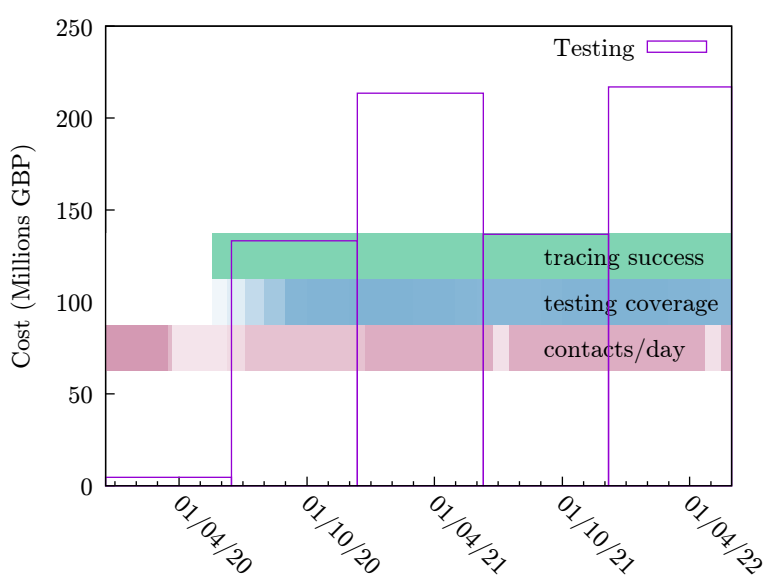 250
200
150
100
50
0
Cost (Millions GBP)
Testing
tracing success
testing coverage
contacts/day
01/04/20
01/10/20
01/04/21
01/10/21
01/04/22